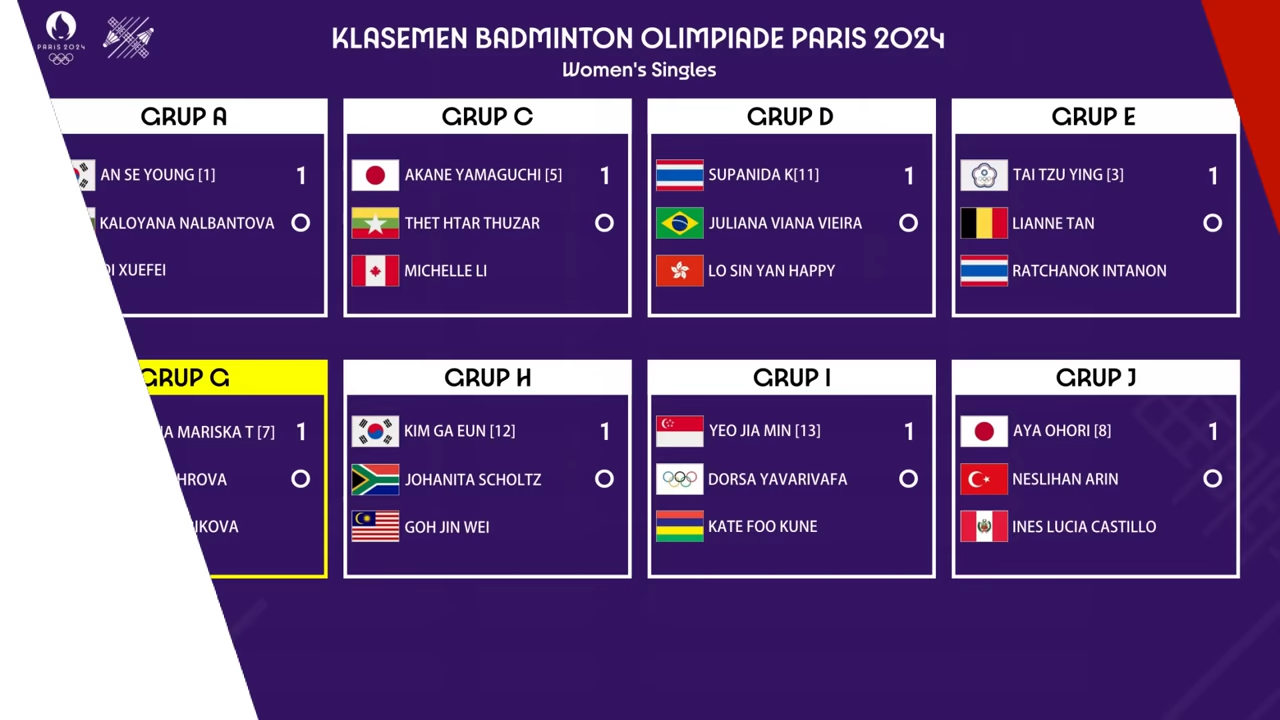 PARIS 2024
KLASEMEN BADMINTON OLIMPIADE PARIS 2024
Women's Singles
GRUP A
AN SE YOUNG [1] 1
KALOYANA NALBANTOVA 0
QI XUEFEI
GRUP C
AKANE YAMAGUCHI [5] 1
THET HTAR THUZAR 0
MICHELLE LI
GRUP D
SUPANIDA K[11] 1
JULIANA VIANA VIEIRA 0
LO SIN YAN HAPPY
GRUP E
TAI TZU YING [3] 1
LIANNE TAN 0
RATCHANOK INTANON
GRUP G
MARISKA T [7] 1
0
GRUP H
KIM GA EUN [12] 1
JOHANITA SCHOLTZ 0
GOH JIN WEI
GRUP I
YEO JIA MIN [13] 1
DORSA YAVARIVAFA 0
KATE FOO KUNE
GRUP J
AYA OHORI [8] 1
NESLIHAN ARIN 0
INES LUCIA CASTILLO